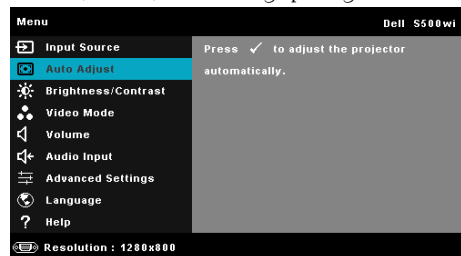 Menu Dell S500wi
Input Source
Auto Adjust
Brightness/Contrast
Video Mode
Volume
Audio Input
Advanced Settings
Language
? Help
Press ✓ to adjust the projector
automatically.
Resolution : 1280x800